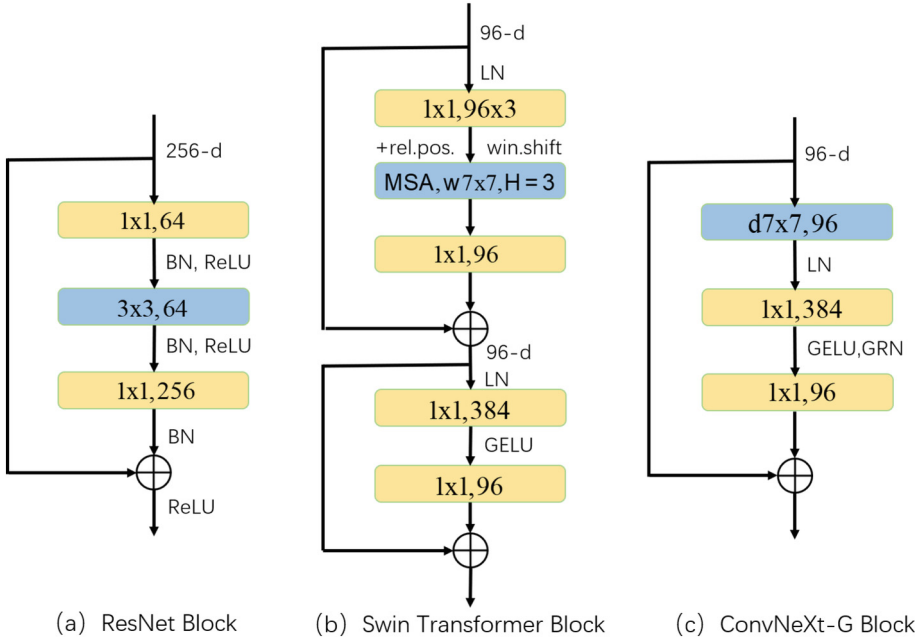 256-d
1x1,64
BN, ReLU
3x3,64
BN, ReLU
1x1,256
BN
ReLU
(a) ResNet Block
96-d
LN
1x1,96x3
+rel.pos. win.shift
MSA, w7x7, H=3
1x1,96
96-d
LN
1x1,384
GELU
1x1,96
(b) Swin Transformer Block
96-d
d7x7,96
LN
1x1,384
GELU,GRN
1x1,96
(c) ConvNeXt-G Block